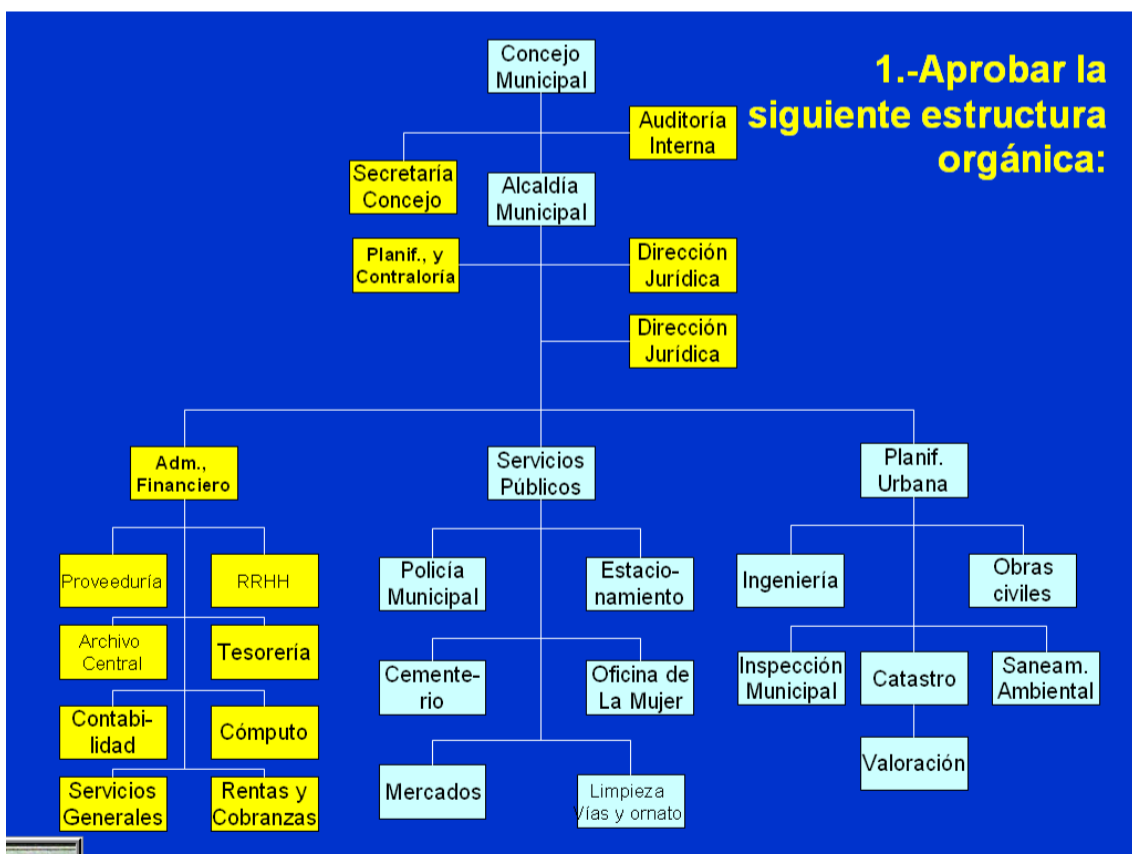 1.-Aprobar la
siguiente estructura
orgánica:
Concejo
Municipal
Auditoría
Interna
Secretaría
Concejo
Alcaldía
Municipal
Planif., y
Contraloría
Dirección
Jurídica
Dirección
Jurídica
Adm.,
Financiero
Servicios
Públicos
Planif.
Urbana
Proveeduría
RRHH
Archivo
Central
Tesorería
Contabi-
lidad
Cómputo
Servicios
Generales
Rentas y
Cobranzas
Policía
Municipal
Estacio-
namiento
Cemente-
rio
Oficina de
La Mujer
Mercados
Limpieza
Vías y ornato
Ingeniería
Obras
civiles
Inspección
Municipal
Catastro
Saneam.
Ambiental
Valoración